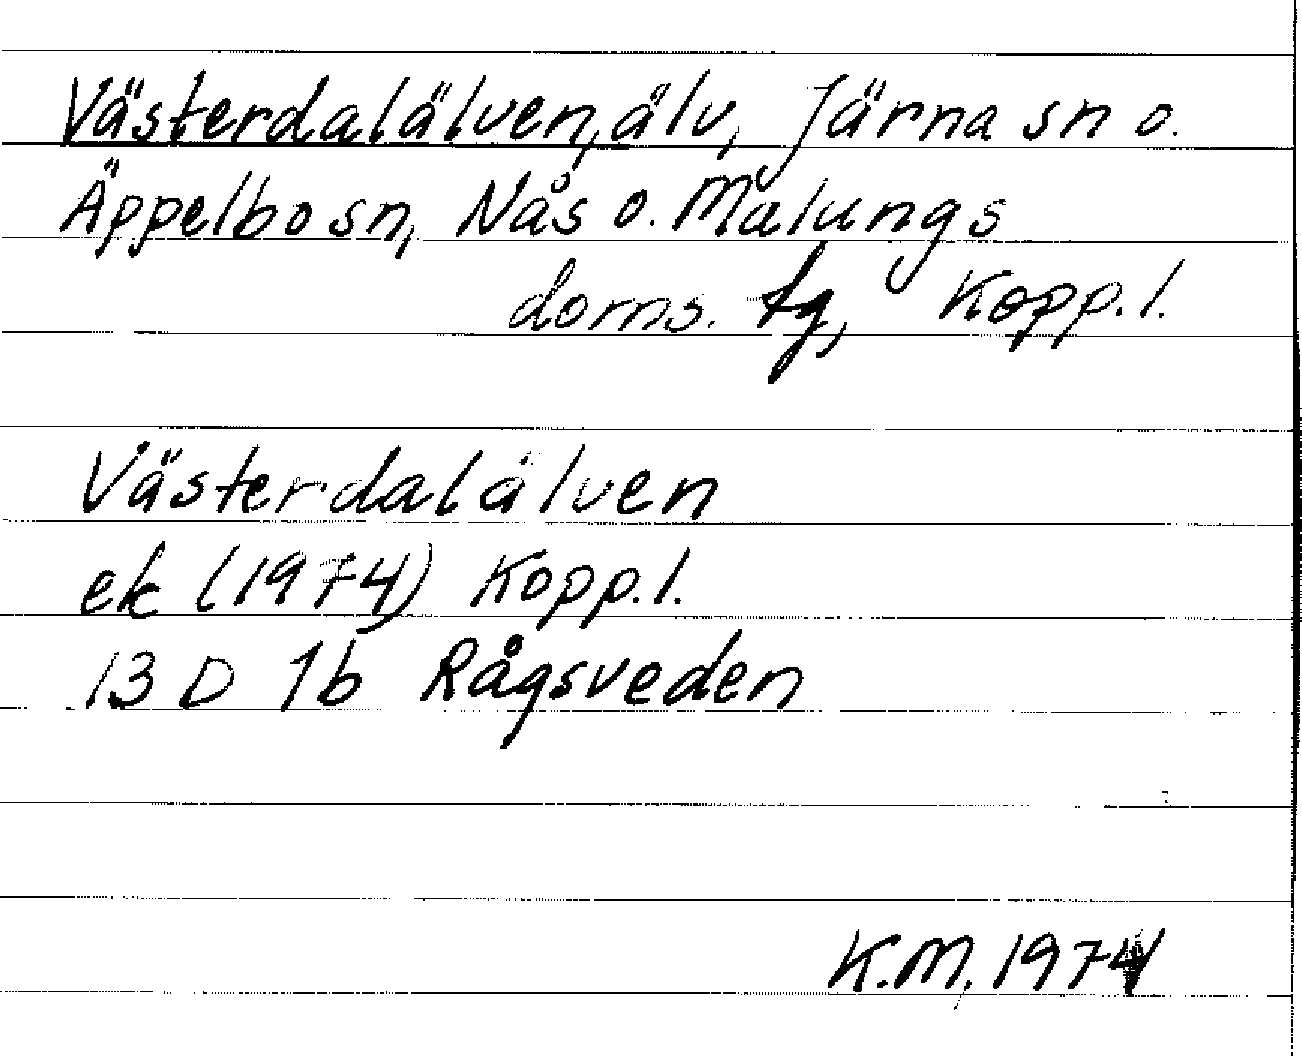 Västerdalälven, älv, Järna sn o.
Äppelbo sn, Nås o. Malungs
doms. tg, Kopp. l.
Västerdalälven
ek (1974) Kopp. l.
13 D 1b Rågsveden
K.M. 1974